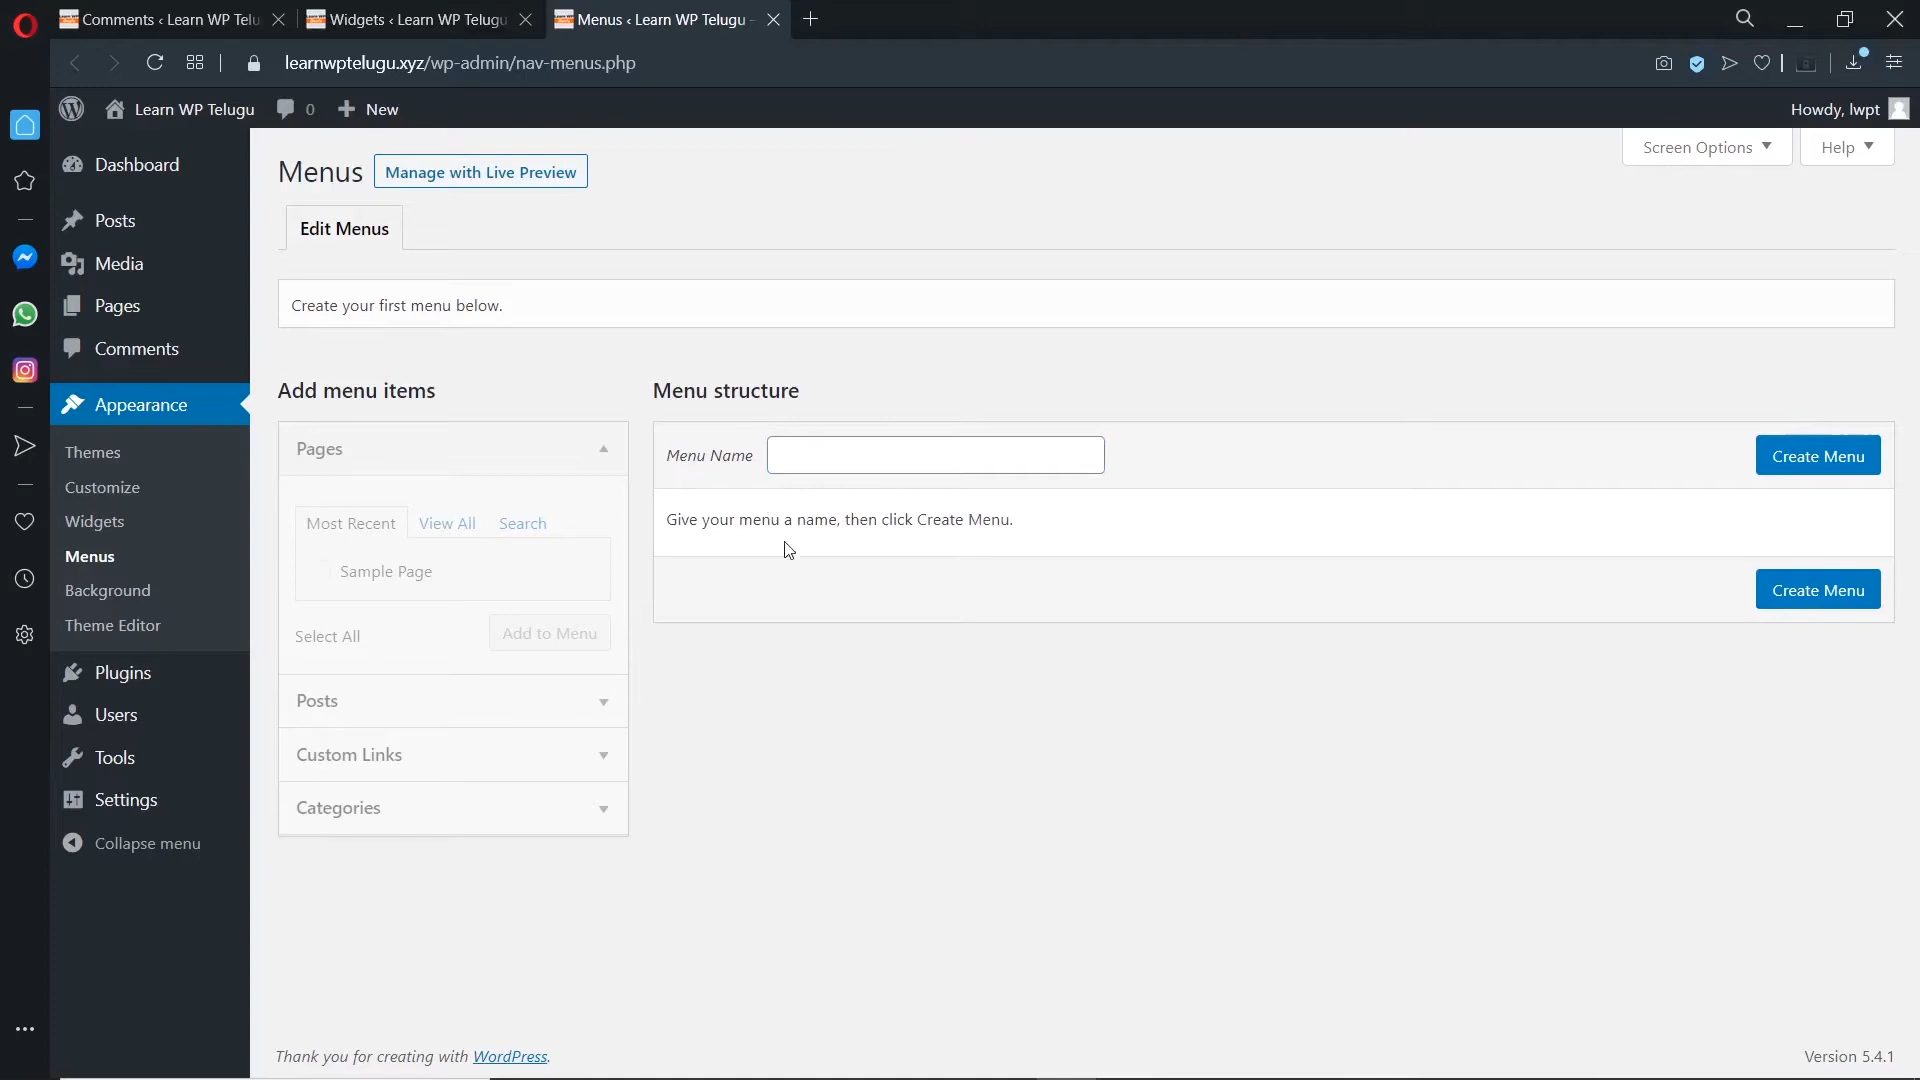 Comments ‹ Learn WP Telu
Widgets ‹ Learn WP Telugu
Menus ‹ Learn WP Telugu -
learnwptelugu.xyz/wp-admin/nav-menus.php
Learn WP Telugu
0
New
Howdy, lwpt
Screen Options
Help
Menus
Manage with Live Preview
Edit Menus
Create your first menu below.
Dashboard
Posts
Media
Pages
Comments
Appearance
Themes
Customize
Widgets
Menus
Background
Theme Editor
Plugins
Users
Tools
Settings
Collapse menu
Add menu items
Pages
Most Recent
View All
Search
Sample Page
Select All
Add to Menu
Posts
Custom Links
Categories
Menu structure
Menu Name
Create Menu
Give your menu a name, then click Create Menu.
Create Menu
Thank you for creating with WordPress.
Version 5.4.1